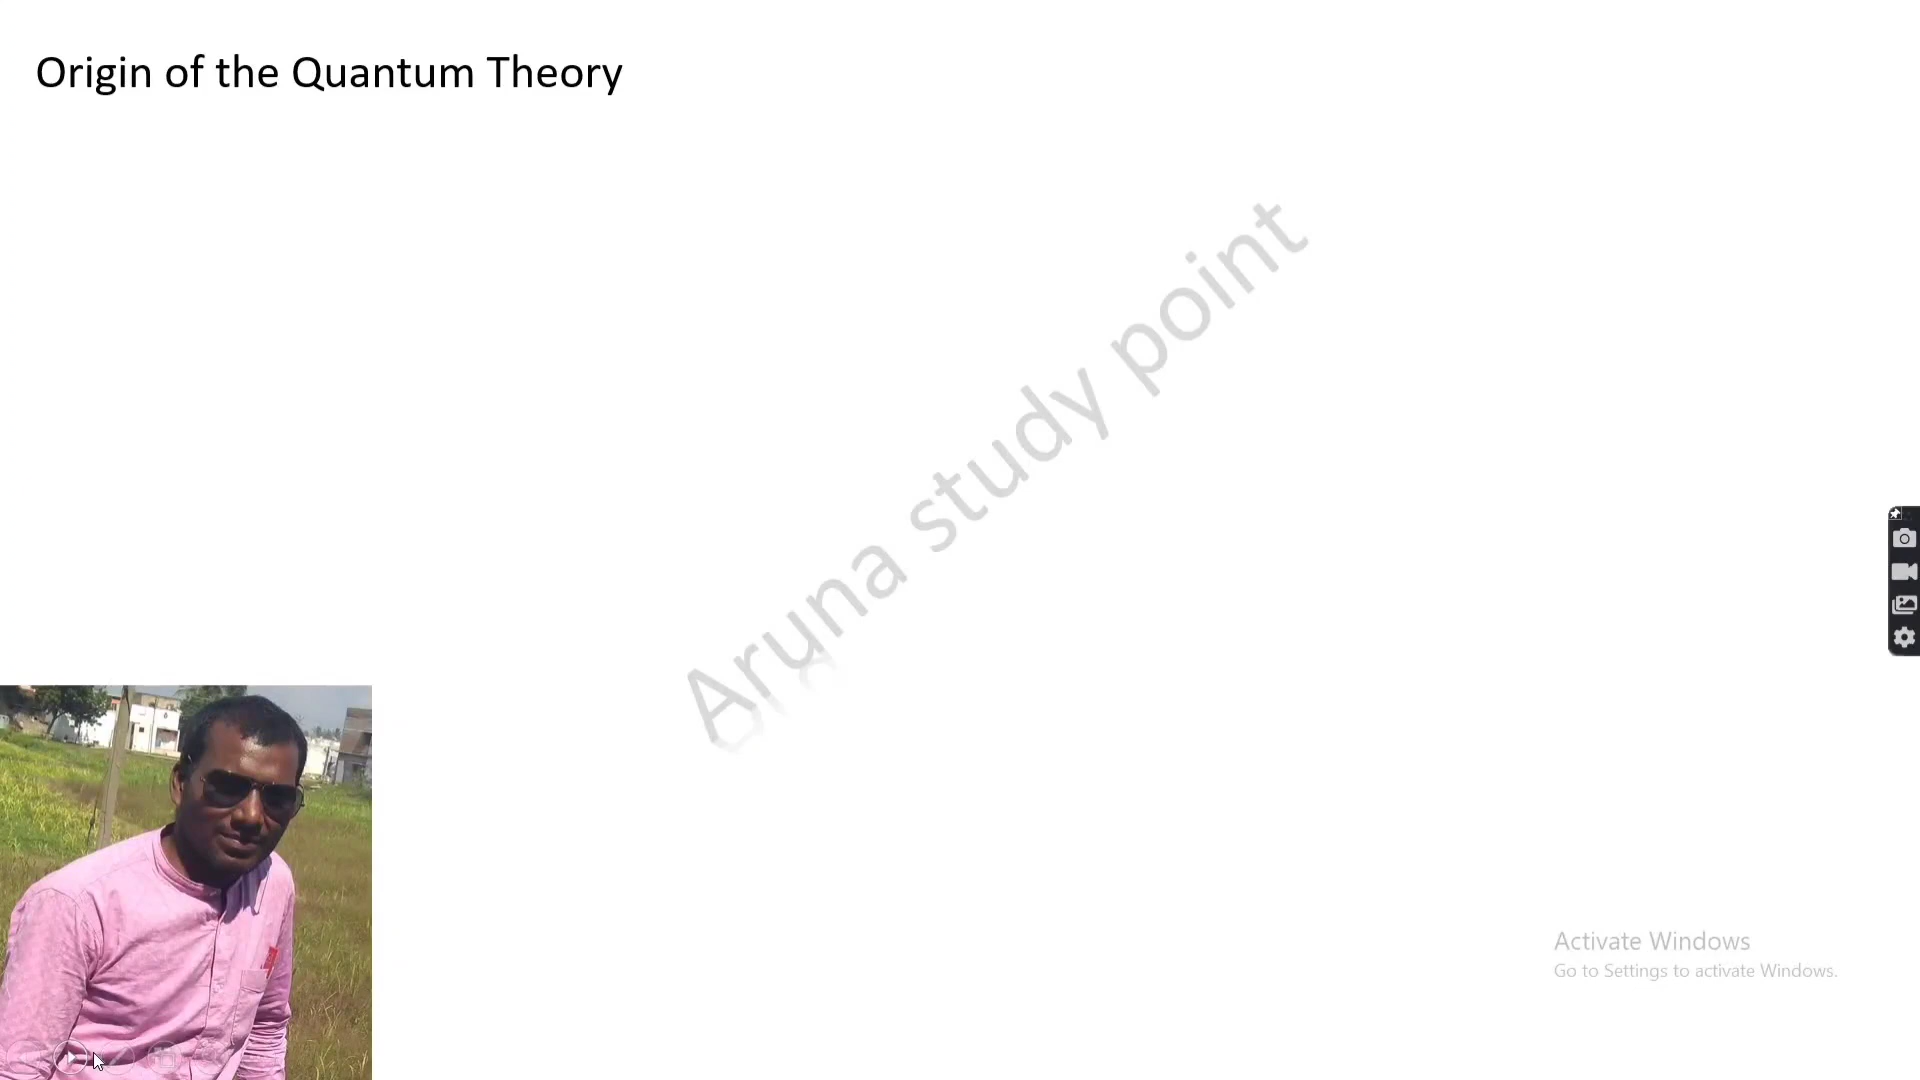 Origin of the Quantum Theory
Aruna study point
Activate Windows
Go to Settings to activate Windows.